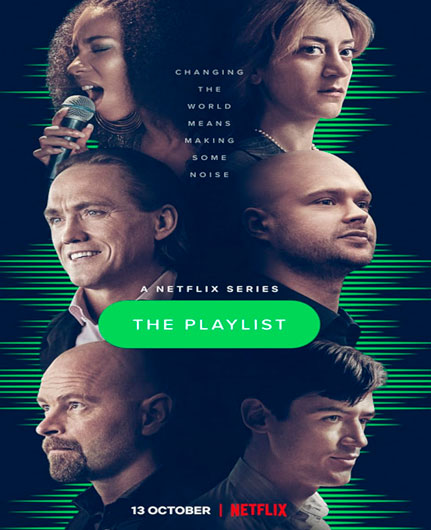 CHANGING
THE
WORLD
MEANS
MAKING
SOME
NOISE
A NETFLIX SERIES
THE PLAYLIST
13 OCTOBER | NETFLIX